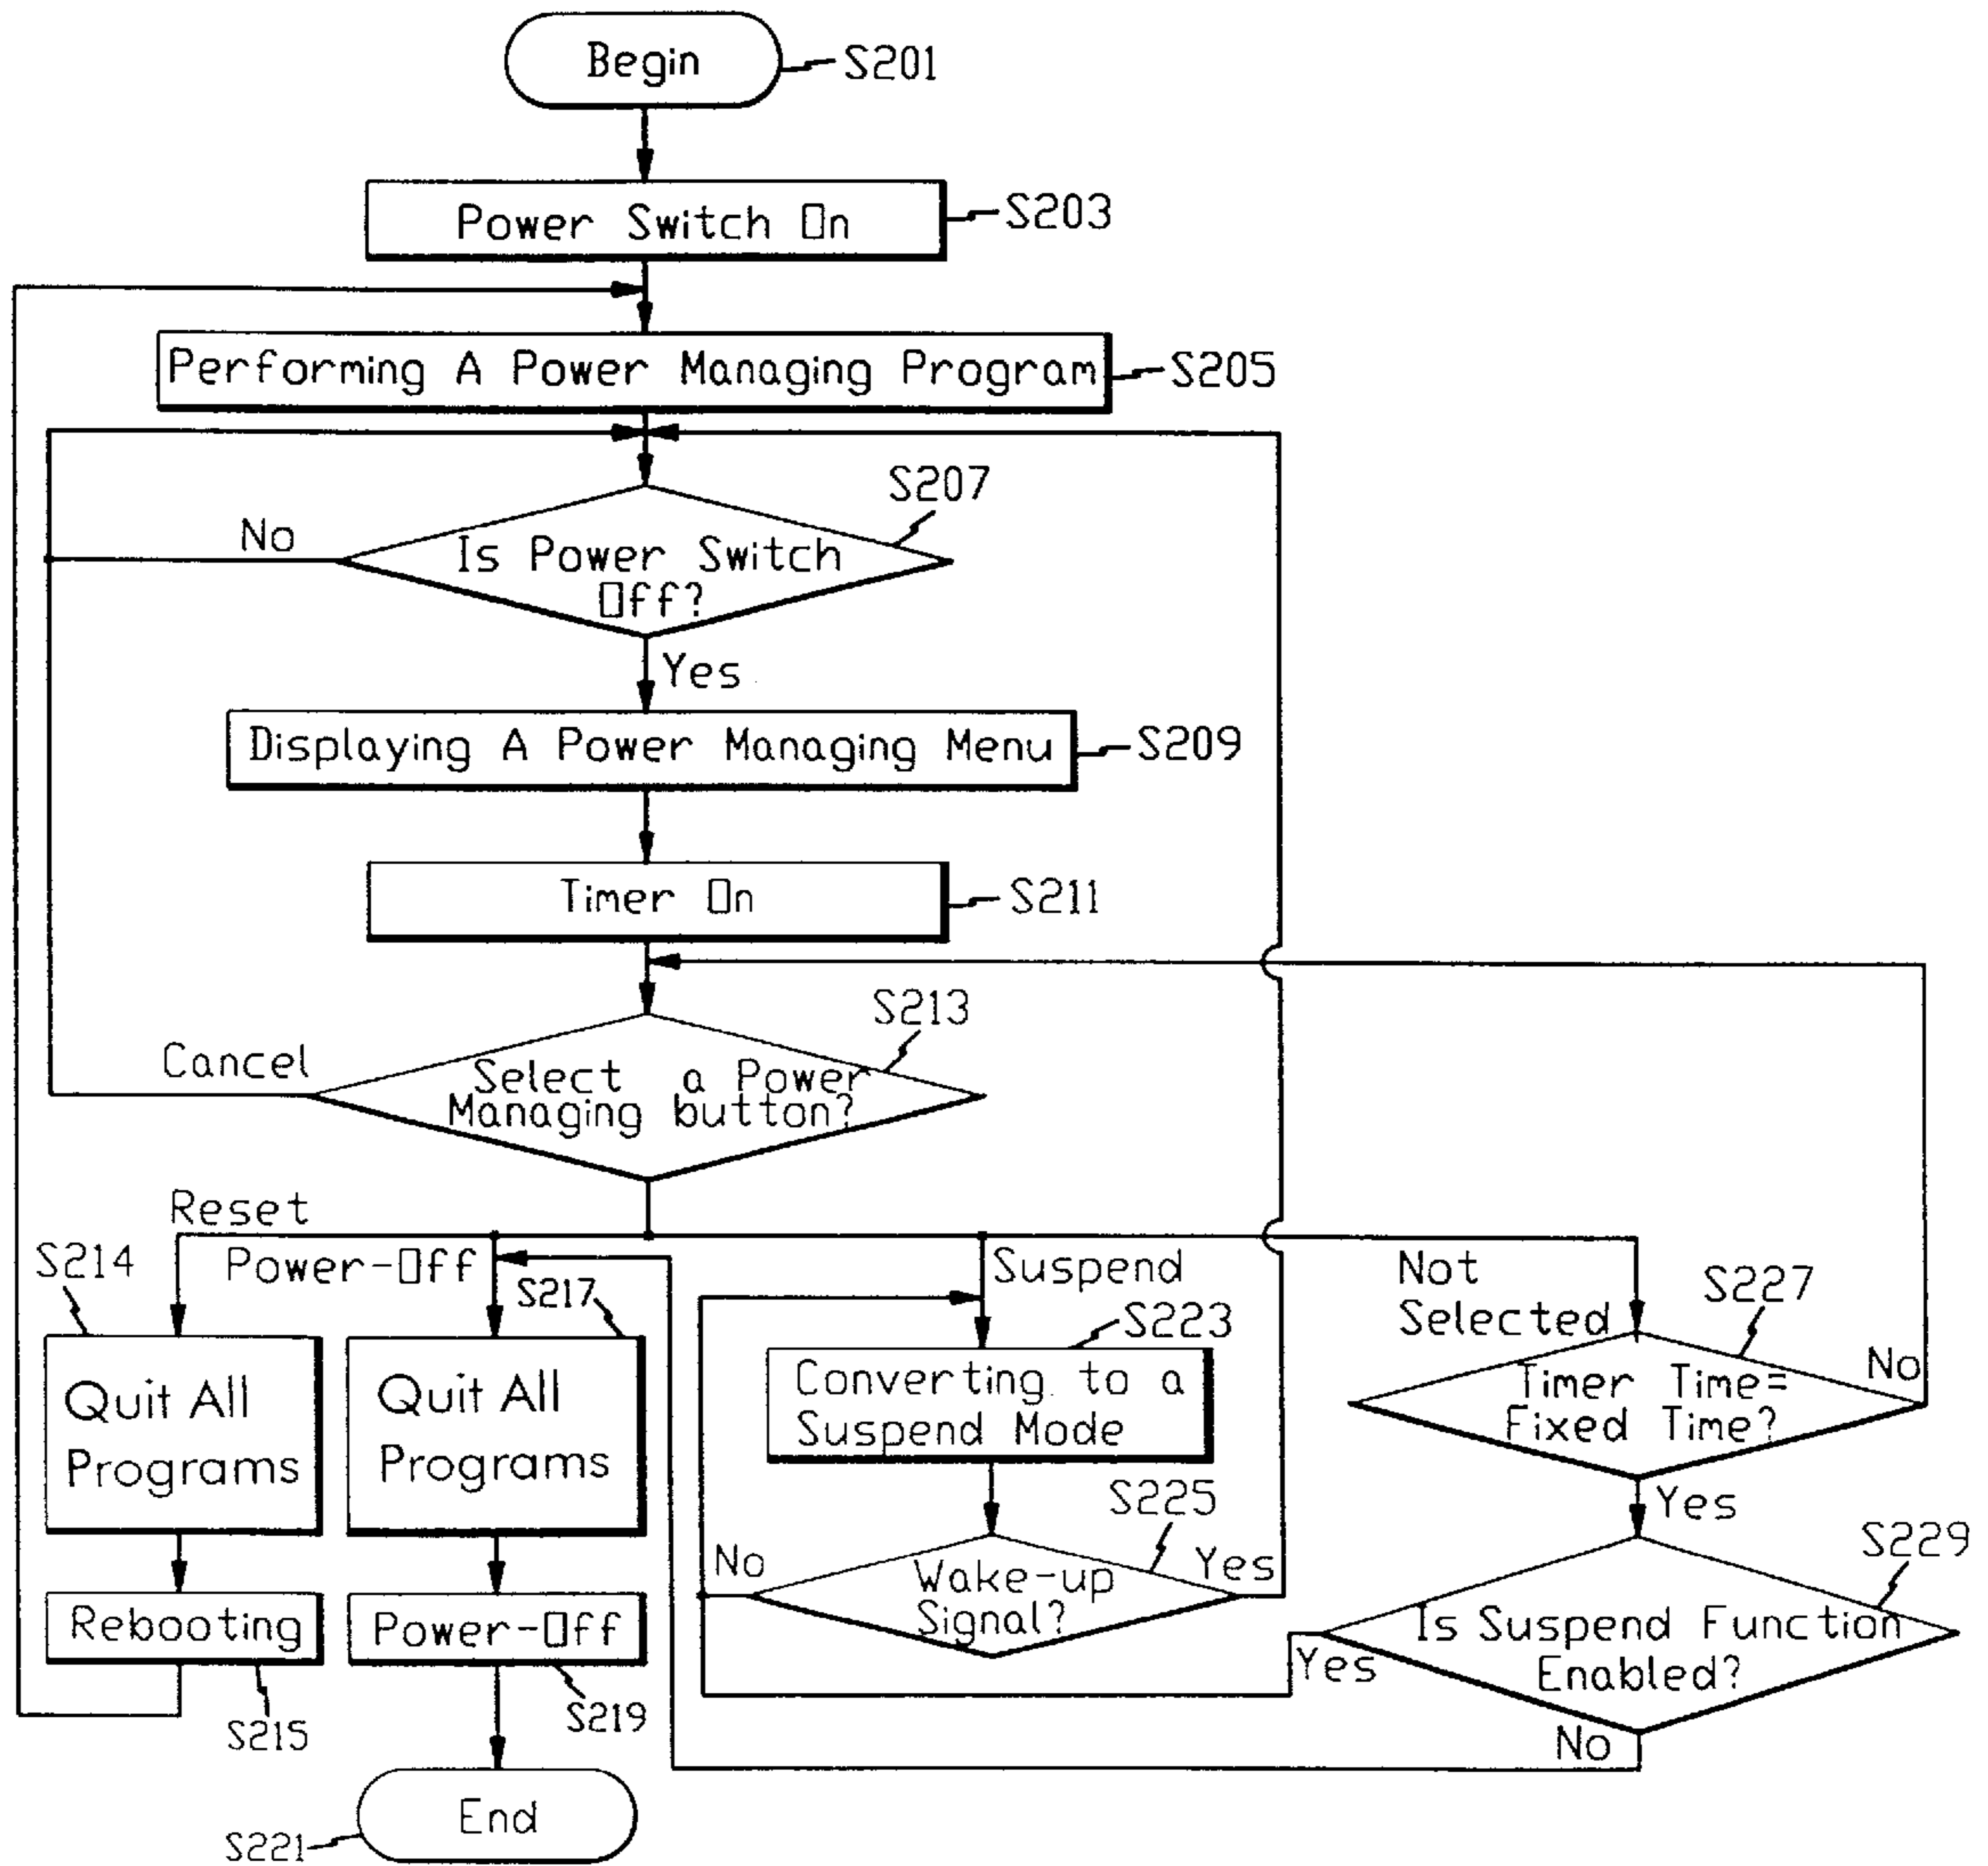 Begin
S201
Power Switch On
S203
Performing A Power Managing Program
S205
S207
No
Is Power Switch
Off?
Yes
Displaying A Power Managing Menu
S209
Timer On
S211
S213
Cancel
Select a Power
Managing button?
Reset
S214
Power-Off
S217
Suspend
Not
Selected
S227
S223
No
Quit All
Programs
Quit All
Programs
Converting to a
Suspend Mode
Timer Time=
Fixed Time?
S225
Yes
S229
No
Wake-up
Signal?
Yes
Rebooting
Power-Off
Is Suspend Function
Enabled?
Yes
S215
S219
No
End
S221